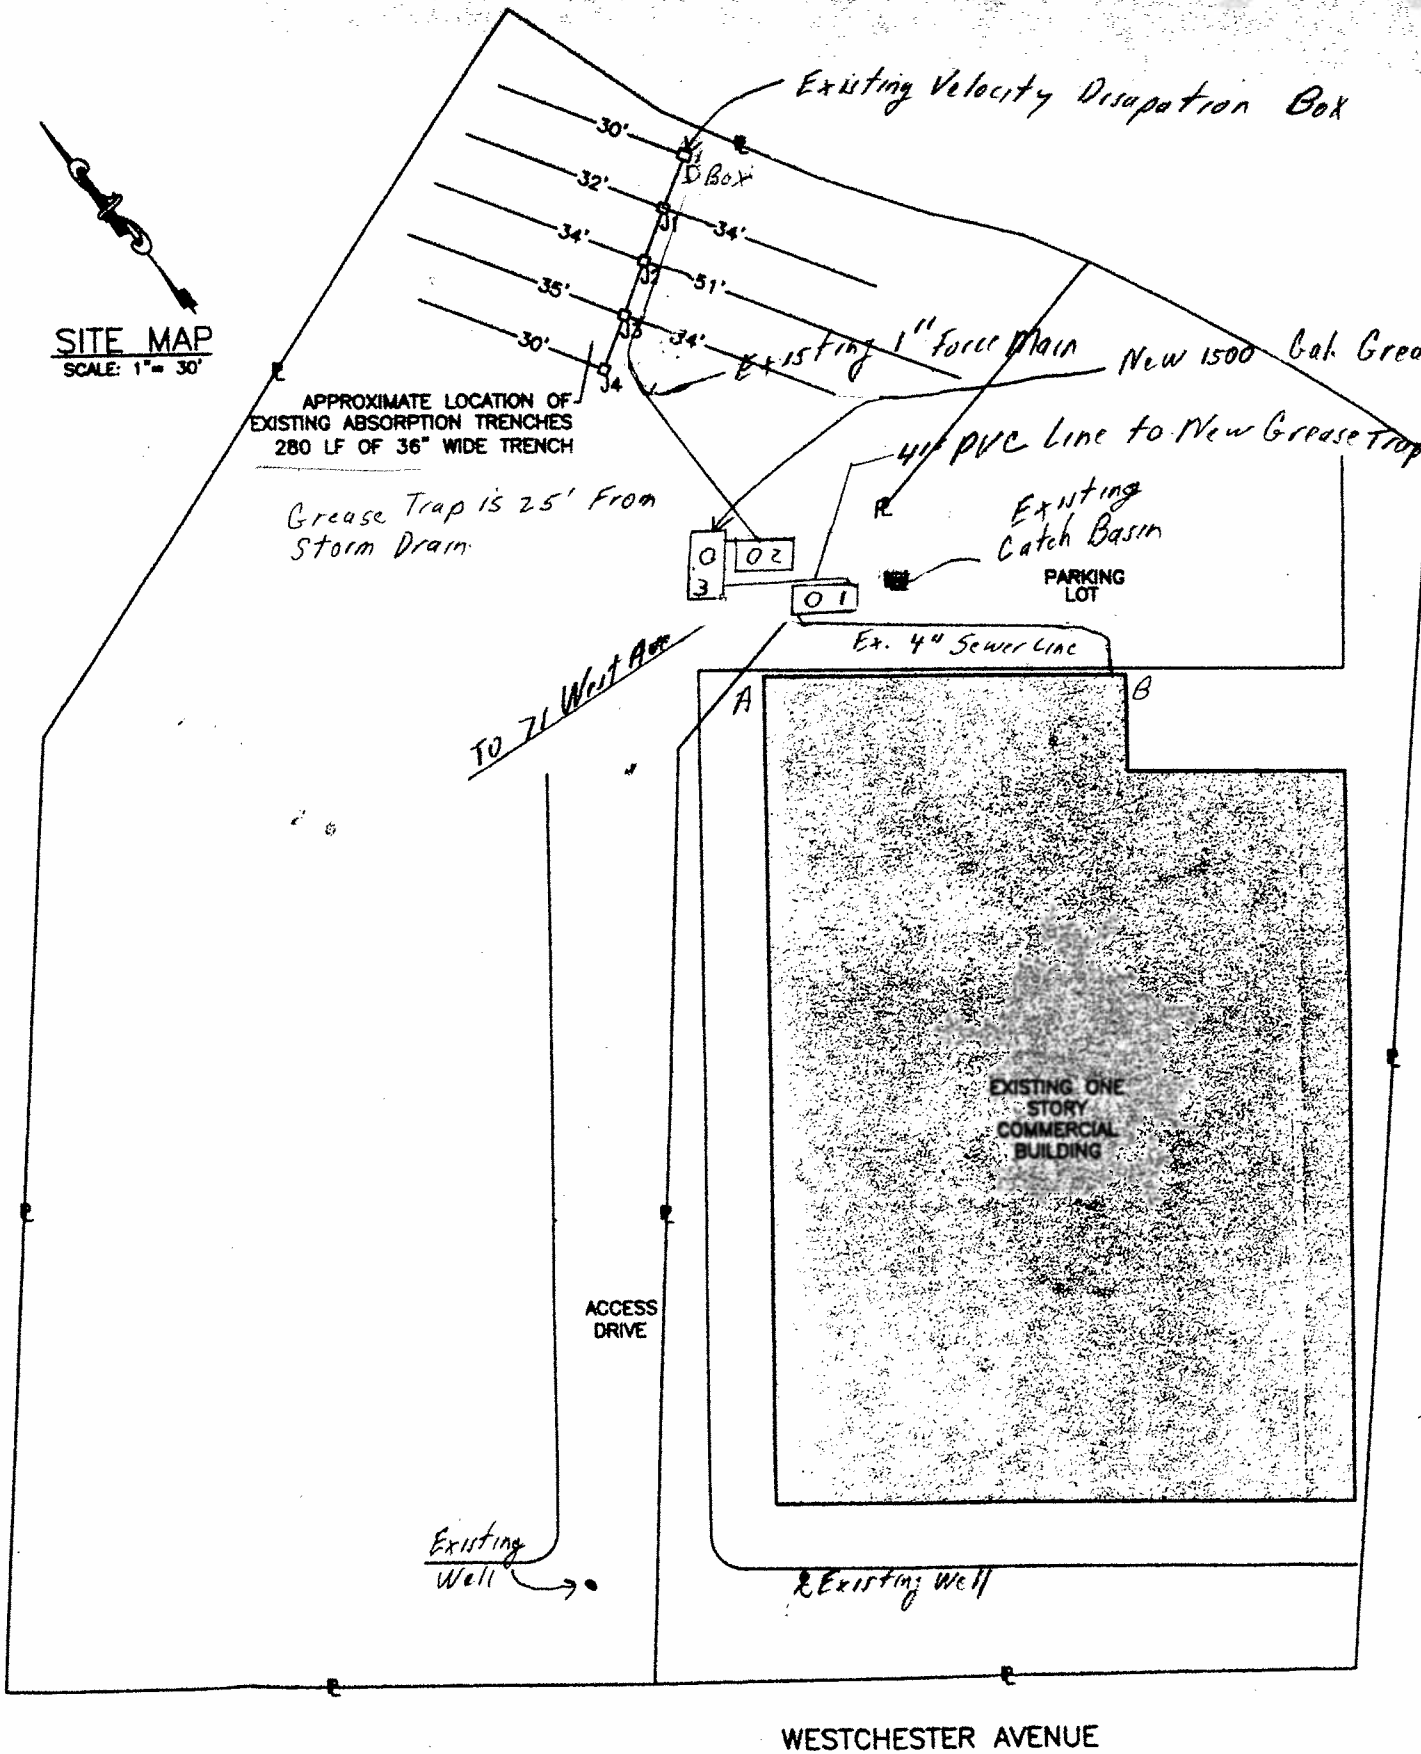 Existing Velocity Disapation Box
30'
D Box
32'
J1
34'
34'
J2
51'
35'
J3
34'
30'
J4
SITE MAP
SCALE: 1"= 30'
Existing 1" Force Main
New 1500 Gal. Grea
APPROXIMATE LOCATION OF
EXISTING ABSORPTION TRENCHES
280 LF OF 36" WIDE TRENCH
4" PVC Line to New Grease Trap
Grease Trap is 25' From
Storm Drain
Existing
Catch Basin
PARKING
LOT
O 2
O
3
O 1
Ex. 4" Sewer Line
To 71 West Ave
A
B
EXISTING ONE
STORY
COMMERCIAL
BUILDING
ACCESS
DRIVE
Existing
Well
Existing Well
WESTCHESTER AVENUE